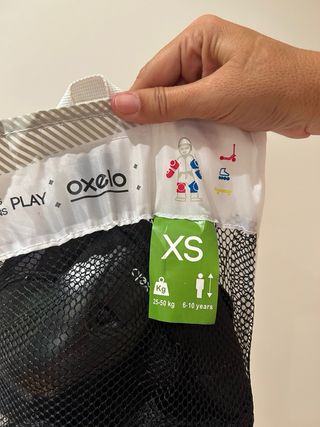 PLAY
oxelo
XS
Kg
25-50 kg
6-10 years